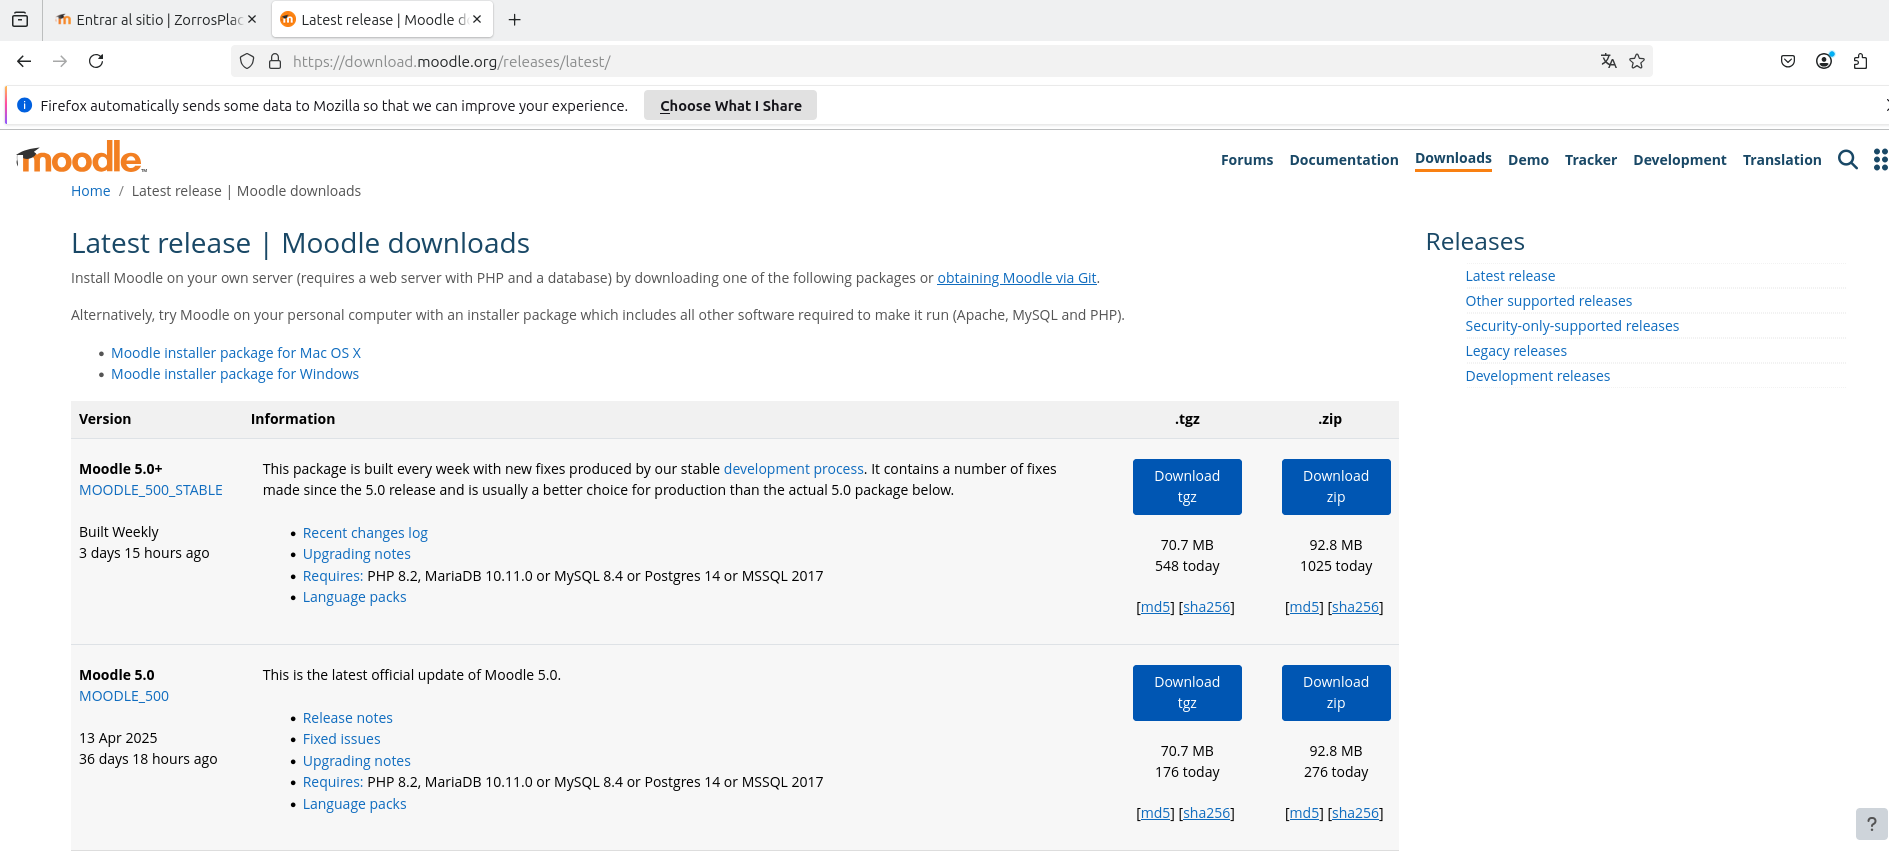 Entrar al sitio | ZorrosPlac
Latest release | Moodle d
https://download.moodle.org/releases/latest/
Firefox automatically sends some data to Mozilla so that we can improve your experience.
Choose What I Share
moodle
Forums
Documentation
Downloads
Demo
Tracker
Development
Translation
Home / Latest release | Moodle downloads
Latest release | Moodle downloads
Install Moodle on your own server (requires a web server with PHP and a database) by downloading one of the following packages or obtaining Moodle via Git.
Alternatively, try Moodle on your personal computer with an installer package which includes all other software required to make it run (Apache, MySQL and PHP).
• Moodle installer package for Mac OS X
• Moodle installer package for Windows
Releases
Latest release
Other supported releases
Security-only-supported releases
Legacy releases
Development releases
Version
Information
.tgz
.zip
Moodle 5.0+
MOODLE_500_STABLE
Built Weekly
3 days 15 hours ago
This package is built every week with new fixes produced by our stable development process. It contains a number of fixes
made since the 5.0 release and is usually a better choice for production than the actual 5.0 package below.
• Recent changes log
• Upgrading notes
• Requires: PHP 8.2, MariaDB 10.11.0 or MySQL 8.4 or Postgres 14 or MSSQL 2017
• Language packs
Download
tgz
70.7 MB
548 today
[md5] [sha256]
Download
zip
92.8 MB
1025 today
[md5] [sha256]
Moodle 5.0
MOODLE_500
13 Apr 2025
36 days 18 hours ago
This is the latest official update of Moodle 5.0.
• Release notes
• Fixed issues
• Upgrading notes
• Requires: PHP 8.2, MariaDB 10.11.0 or MySQL 8.4 or Postgres 14 or MSSQL 2017
• Language packs
Download
tgz
70.7 MB
176 today
[md5] [sha256]
Download
zip
92.8 MB
276 today
[md5] [sha256]
?